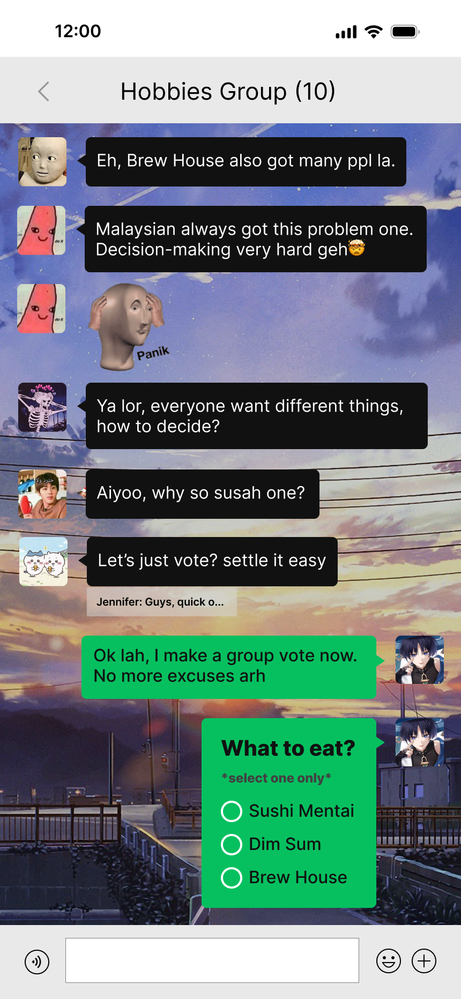 12:00
Hobbies Group (10)
Eh, Brew House also got many ppl la.
Malaysian always got this problem one.
Decision-making very hard geh🤯
do it
do it
Panik
Ya lor, everyone want different things,
how to decide?
حترد ولا
Aiyoo, why so susah one?
Let’s just vote? settle it easy
Jennifer: Guys, quick o...
Ok lah, I make a group vote now.
No more excuses arh
What to eat?
*select one only*
Sushi Mentai
Dim Sum
Brew House